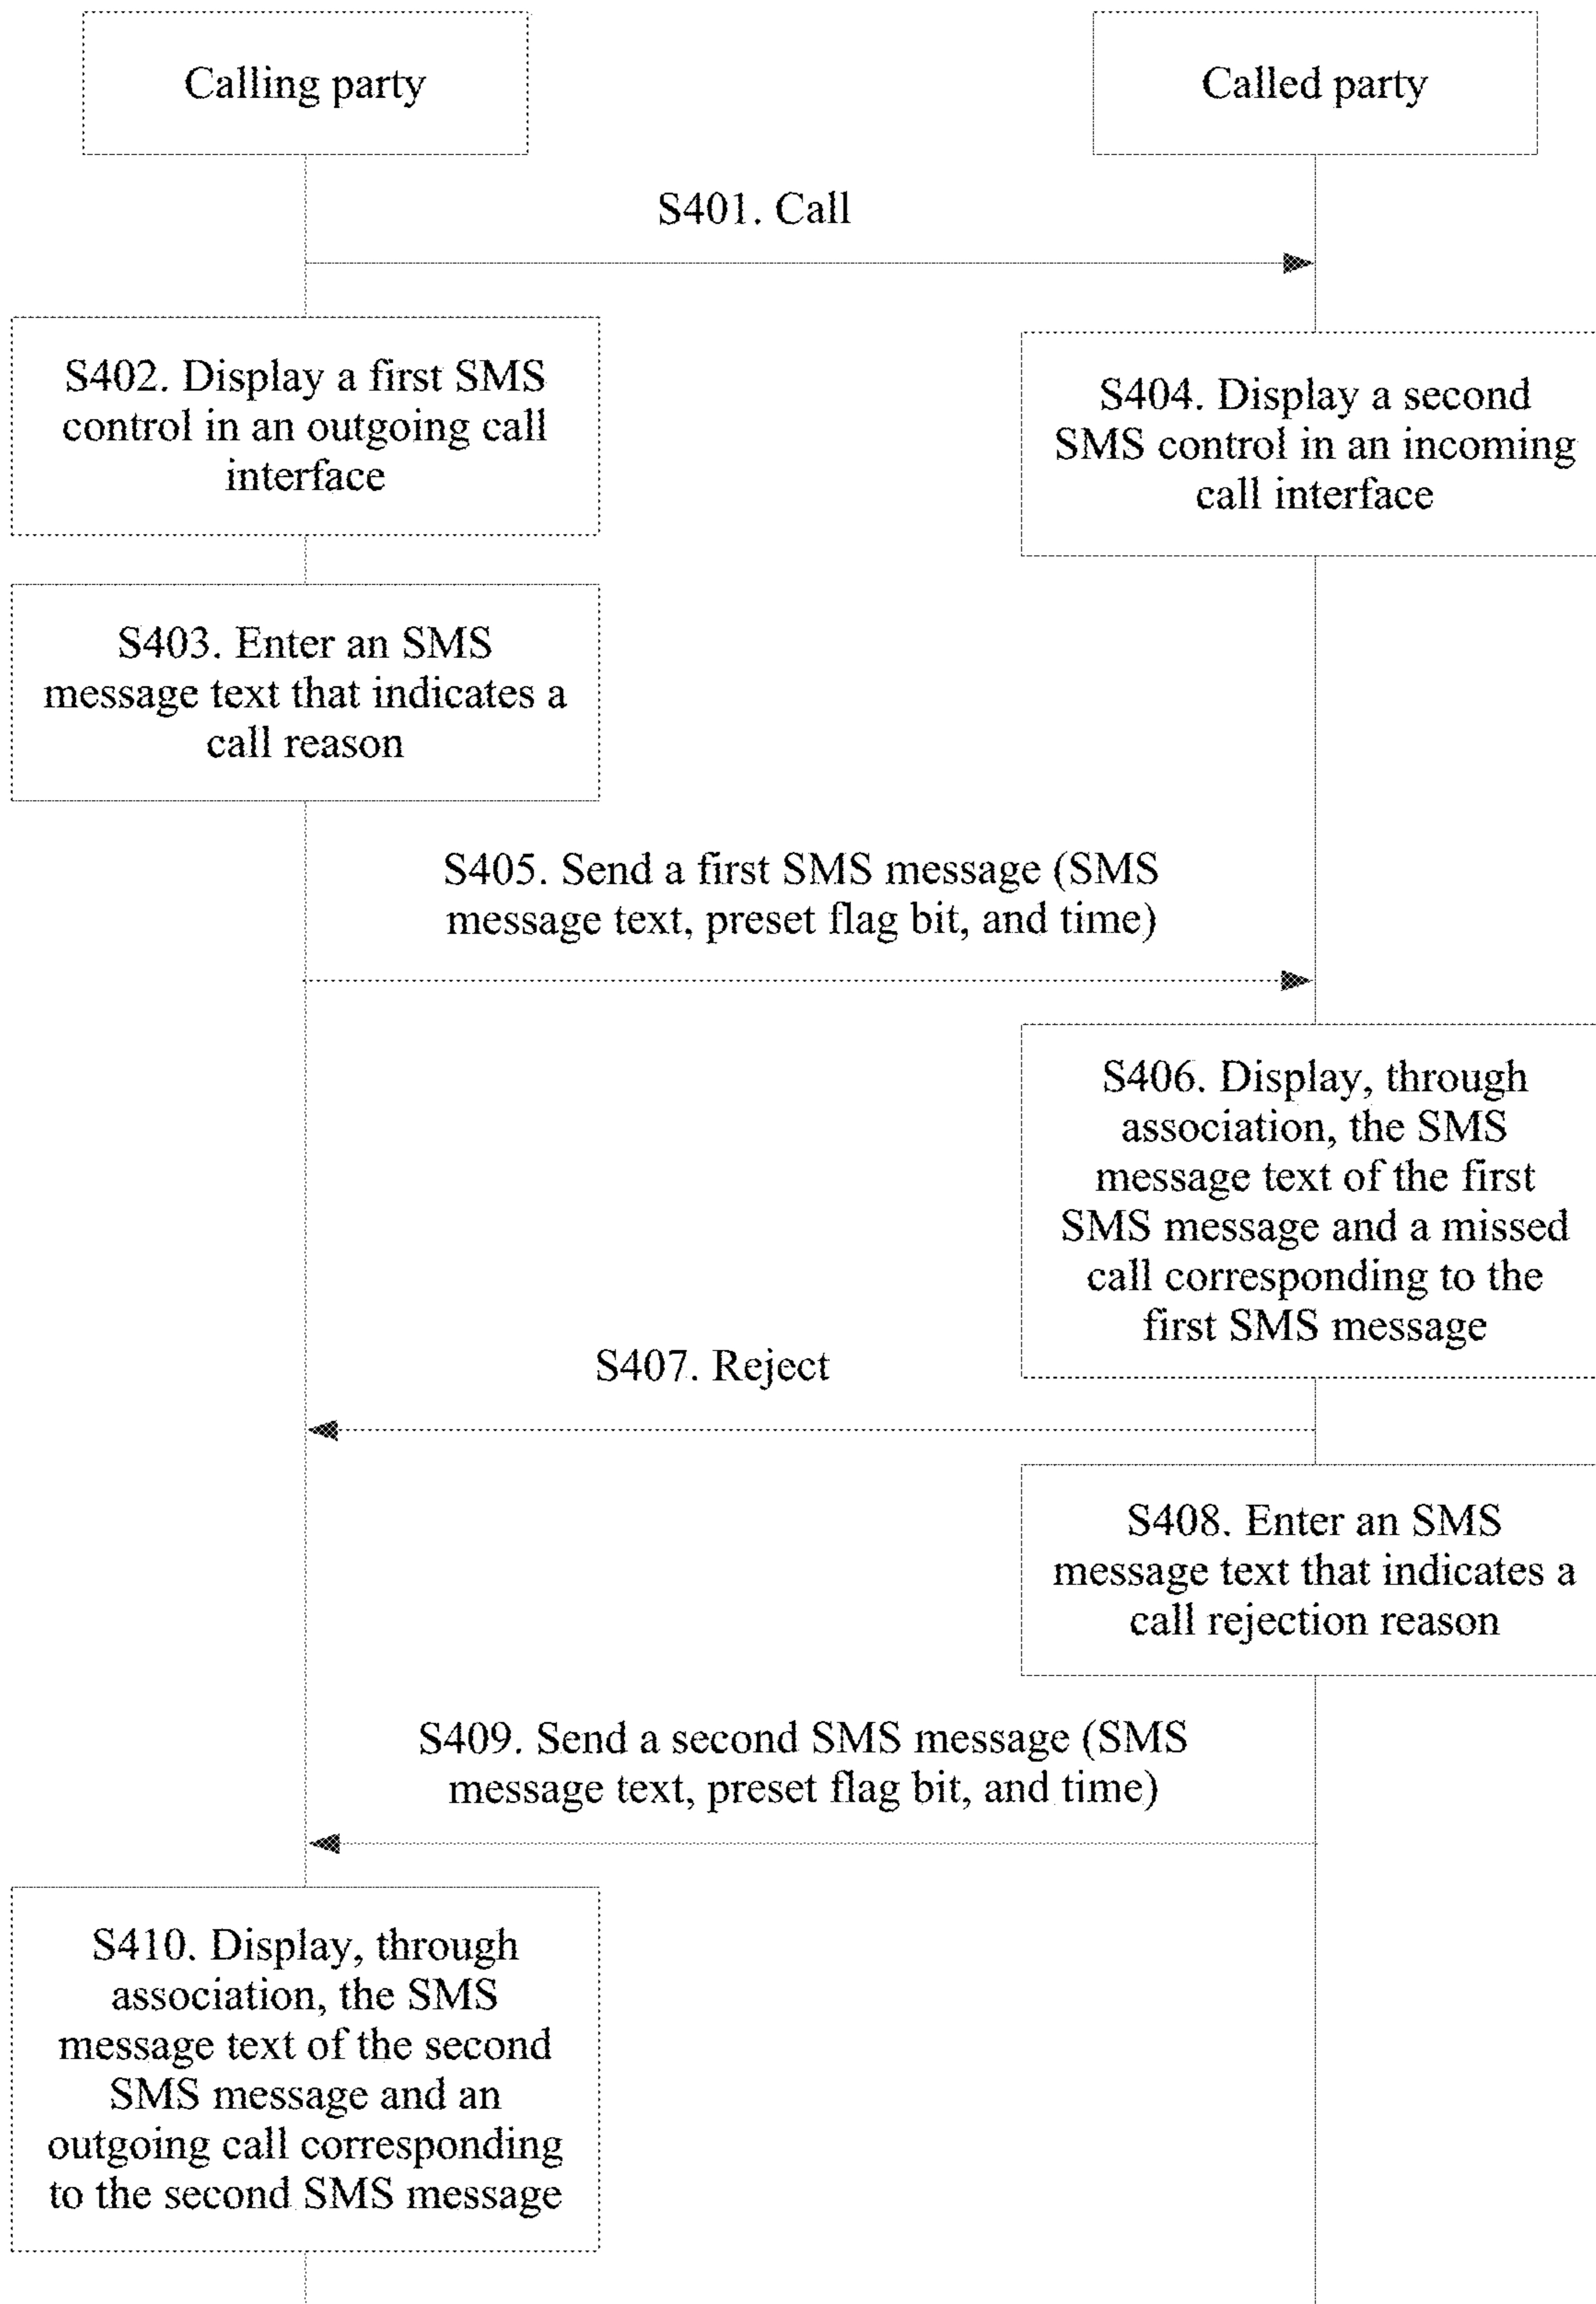 Calling party
Called party
S401. Call
S402. Display a first SMS
control in an outgoing call
interface
S404. Display a second
SMS control in an incoming
call interface
S403. Enter an SMS
message text that indicates a
call reason
S405. Send a first SMS message (SMS
message text, preset flag bit, and time)
S406. Display, through
association, the SMS
message text of the first
SMS message and a missed
call corresponding to the
first SMS message
S407. Reject
S408. Enter an SMS
message text that indicates a
call rejection reason
S409. Send a second SMS message (SMS
message text, preset flag bit, and time)
S410. Display, through
association, the SMS
message text of the second
SMS message and an
outgoing call corresponding
to the second SMS message